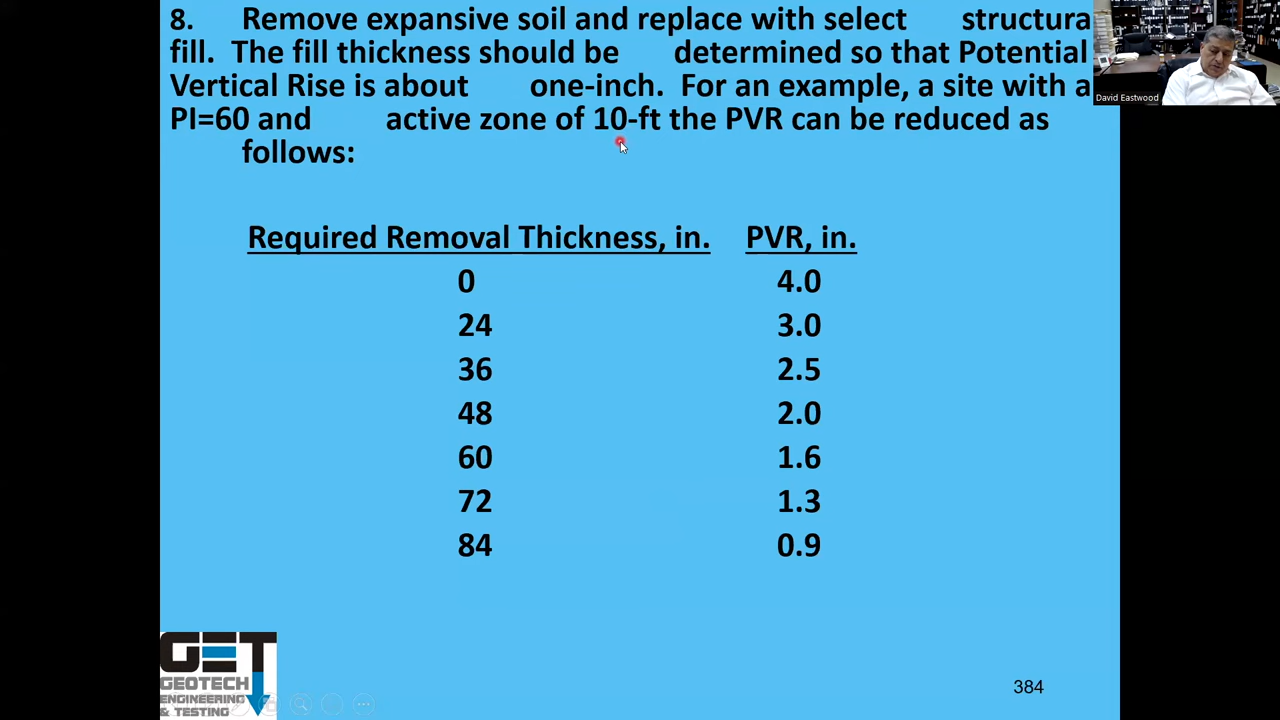 8. Remove expansive soil and replace with select structura
fill. The fill thickness should be determined so that Potential
Vertical Rise is about one-inch. For an example, a site with a
PI=60 and active zone of 10-ft the PVR can be reduced as
follows:
Required Removal Thickness, in. PVR, in.
0 4.0
24 3.0
36 2.5
48 2.0
60 1.6
72 1.3
84 0.9
GET
GEOTECH
ENGINEERING
& TESTING
384
David Eastwood